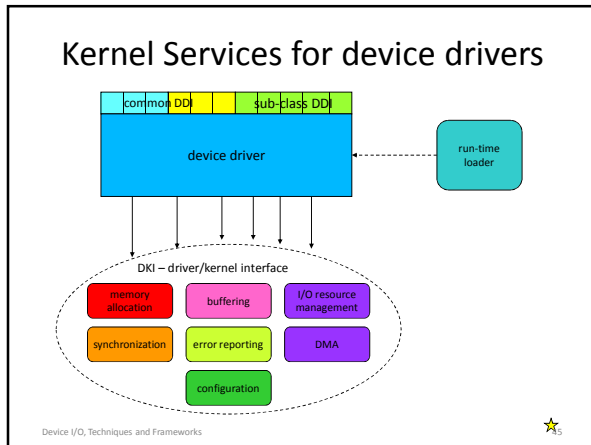 Kernel Services for device drivers
common DDI
sub-class DDI
device driver
run-time
loader
DKI – driver/kernel interface
memory
allocation
buffering
I/O resource
management
synchronization
error reporting
DMA
configuration
Device I/O, Techniques and Frameworks
45